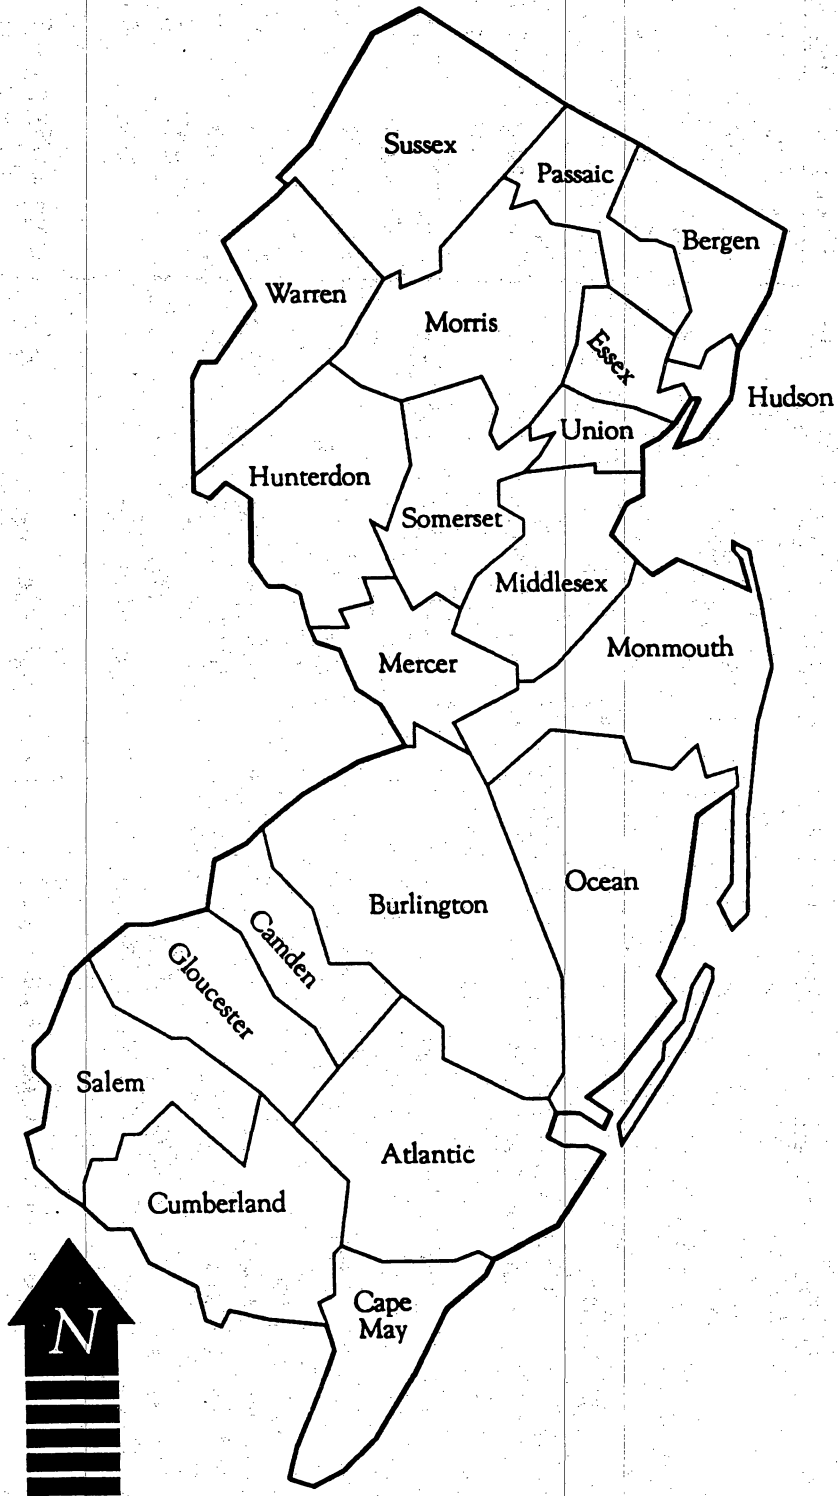 Sussex
Passaic
Bergen
Warren
Morris
Essex
Hudson
Union
Hunterdon
Somerset
Middlesex
Monmouth
Mercer
Ocean
Burlington
Camden
Gloucester
Salem
Atlantic
Cumberland
Cape
May
N